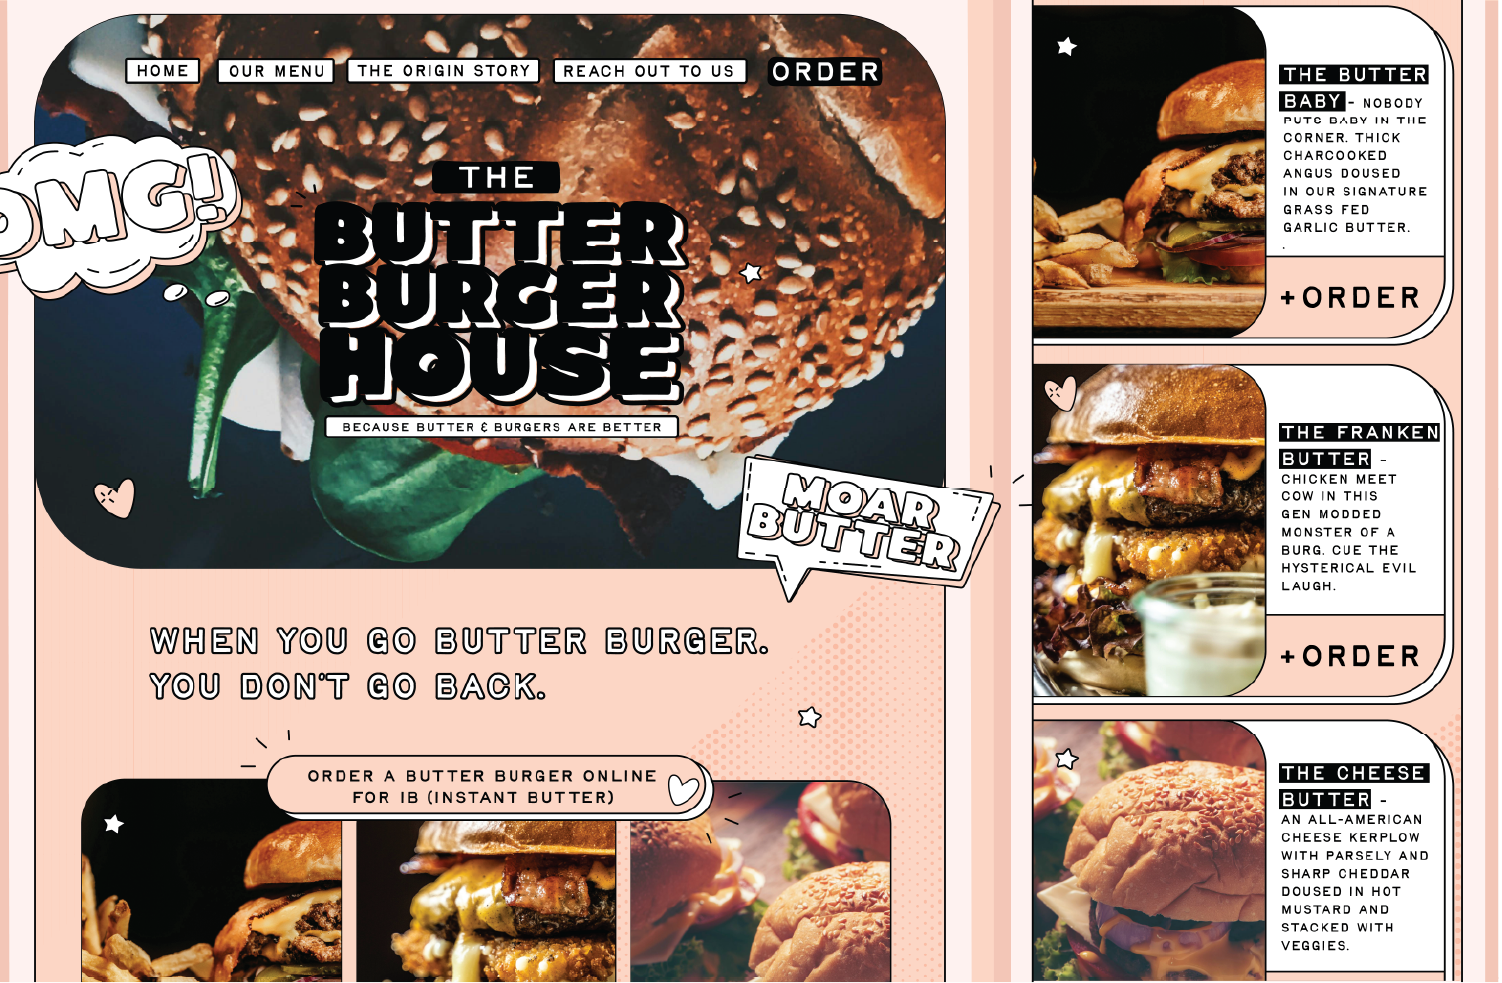 HOME
OUR MENU
THE ORIGIN STORY
REACH OUT TO US
ORDER
OMG!
THE
BUTTER
BURGER
HOUSE
BECAUSE BUTTER & BURGERS ARE BETTER
MOAR
BUTTER
WHEN YOU GO BUTTER BURGER.
YOU DON'T GO BACK.
ORDER A BUTTER BURGER ONLINE
FOR IB (INSTANT BUTTER)
THE BUTTER
BABY - NOBODY
PUTS BABY IN THE
CORNER. THICK
CHARCOOKED
ANGUS DOUSED
IN OUR SIGNATURE
GRASS FED
GARLIC BUTTER.
.
+ORDER
THE FRANKEN
BUTTER -
CHICKEN MEET
COW IN THIS
GEN MODDED
MONSTER OF A
BURG. CUE THE
HYSTERICAL EVIL
LAUGH.
+ORDER
THE CHEESE
BUTTER -
AN ALL-AMERICAN
CHEESE KERPLOW
WITH PARSELY AND
SHARP CHEDDAR
DOUSED IN HOT
MUSTARD AND
STACKED WITH
VEGGIES.